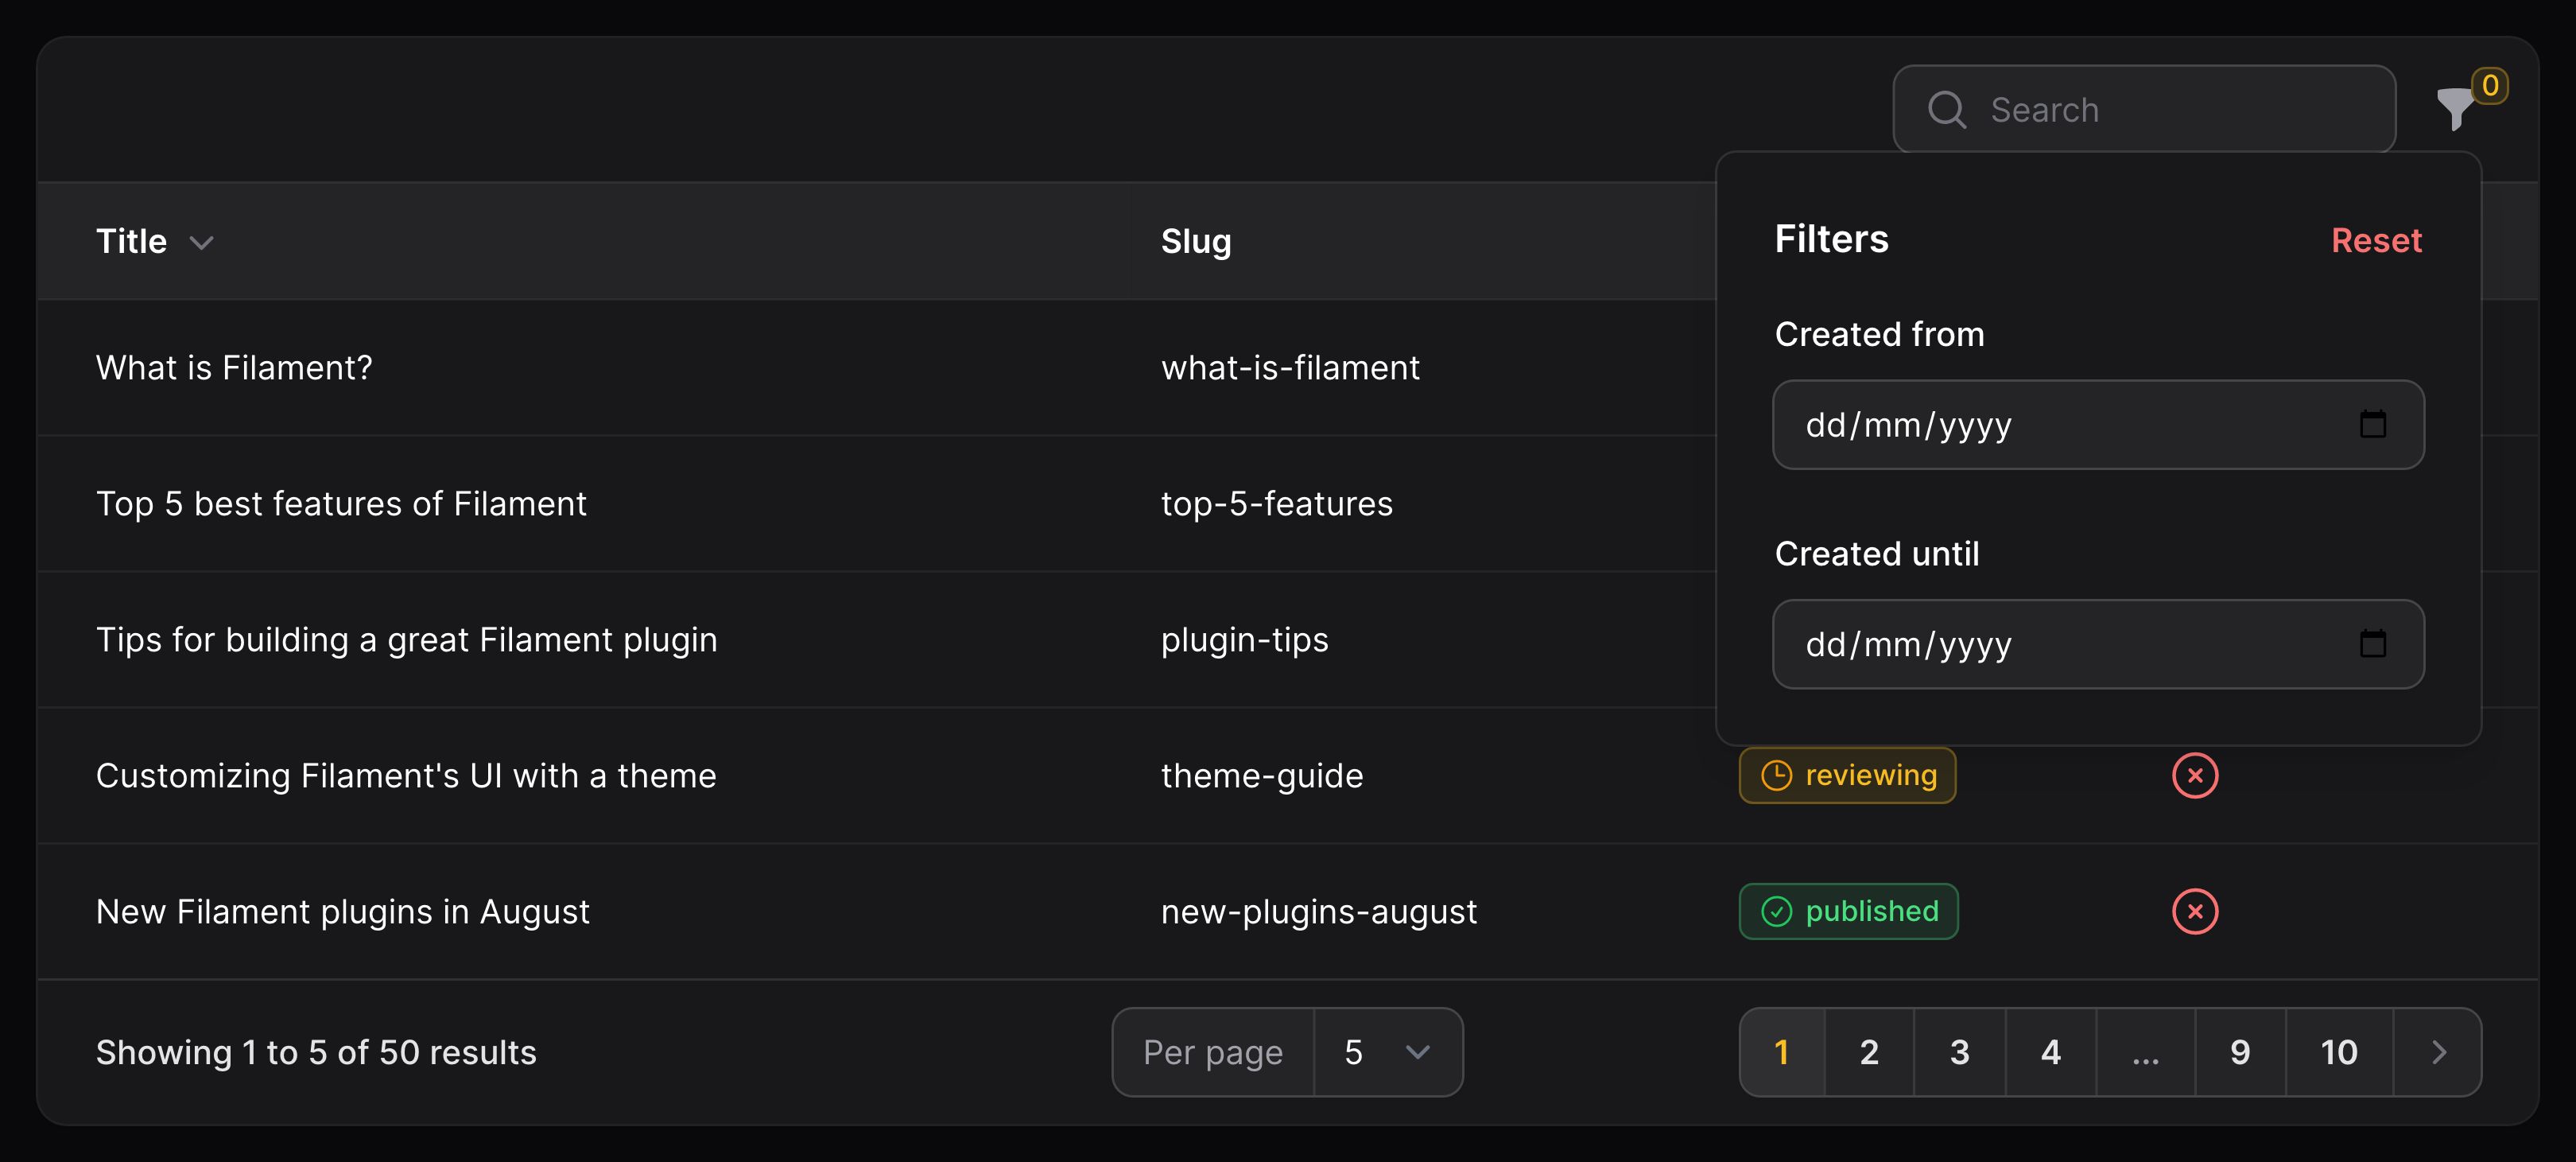 Search
0
Title
Slug
Filters
Reset
Created from
dd/mm/yyyy
Created until
dd/mm/yyyy
What is Filament?
what-is-filament
Top 5 best features of Filament
top-5-features
Tips for building a great Filament plugin
plugin-tips
Customizing Filament's UI with a theme
theme-guide
reviewing
New Filament plugins in August
new-plugins-august
published
Showing 1 to 5 of 50 results
Per page
5
1
2
3
4
...
9
10